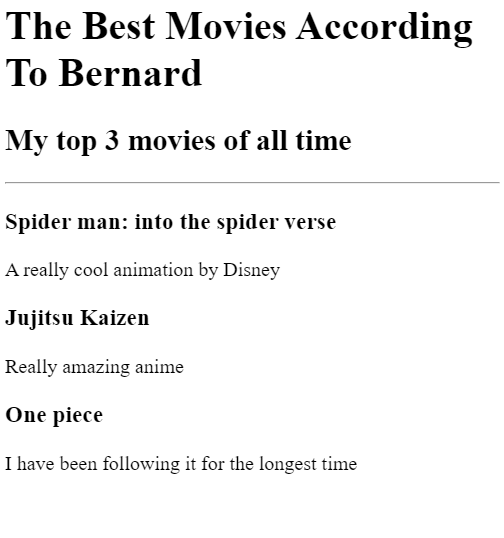 The Best Movies According
To Bernard
My top 3 movies of all time
Spider man: into the spider verse
A really cool animation by Disney
Jujitsu Kaizen
Really amazing anime
One piece
I have been following it for the longest time